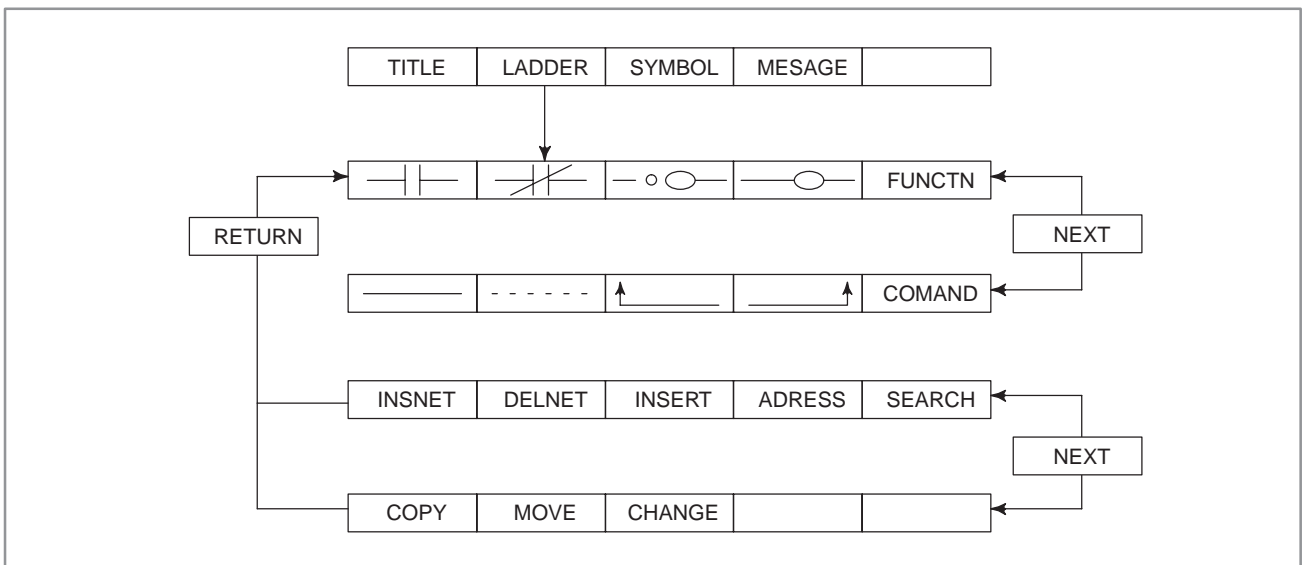 TITLE LADDER SYMBOL MESAGE
FUNCTN
RETURN NEXT
COMAND
INSNET DELNET INSERT ADRESS SEARCH
NEXT
COPY MOVE CHANGE